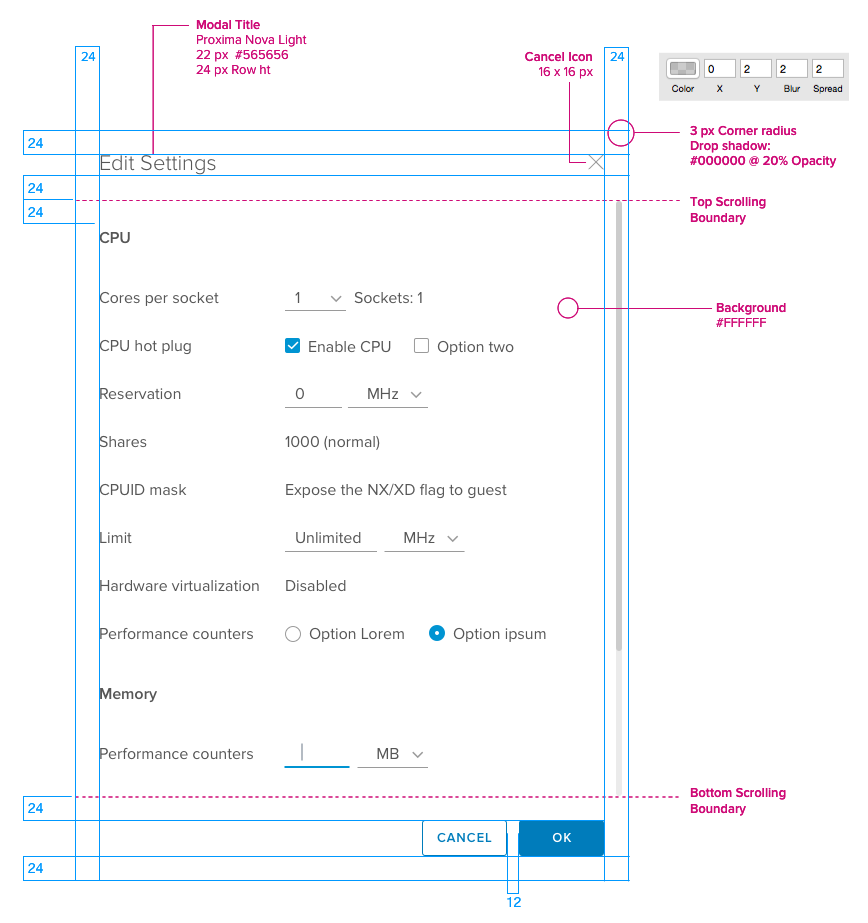 Modal Title
Proxima Nova Light
22 px  #565656
24 px Row ht
24
Cancel Icon
16 x 16 px
24
0
2
2
2
Color
X
Y
Blur
Spread
24
3 px Corner radius
Drop shadow:
#000000 @ 20% Opacity
Edit Settings
24
24
Top Scrolling
Boundary
CPU
Cores per socket
1
Sockets: 1
Background
#FFFFFF
CPU hot plug
Enable CPU
Option two
Reservation
0
MHz
Shares
1000 (normal)
CPUID mask
Expose the NX/XD flag to guest
Limit
Unlimited
MHz
Hardware virtualization
Disabled
Performance counters
Option Lorem
Option ipsum
Memory
Performance counters
MB
24
Bottom Scrolling
Boundary
CANCEL
OK
24
12